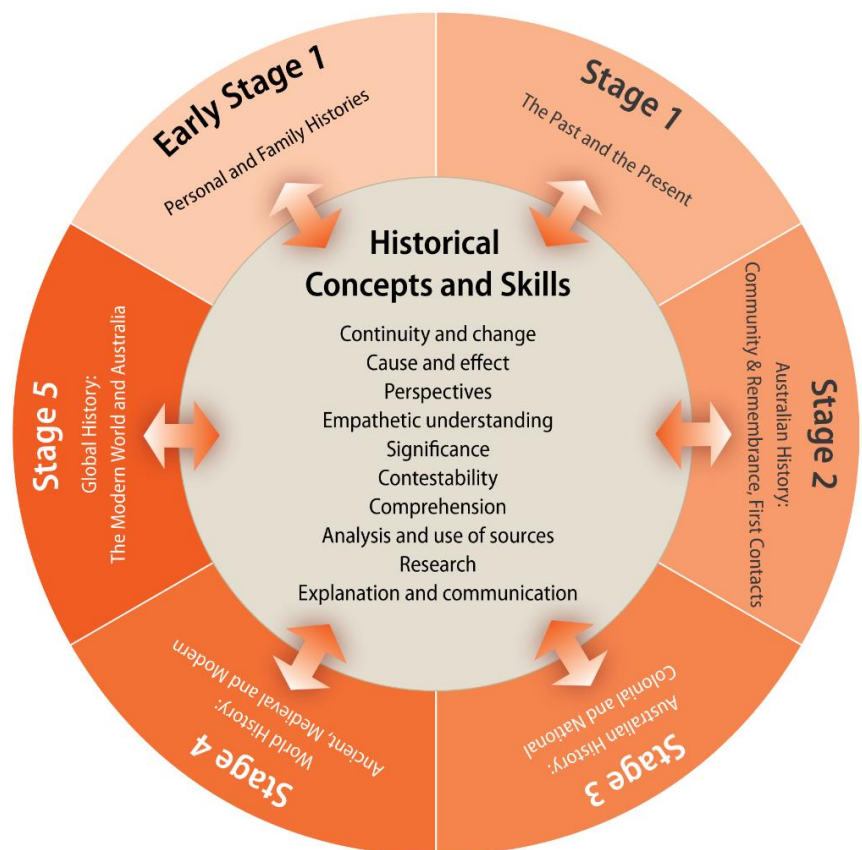 Early Stage 1
Personal and Family Histories
Stage 1
The Past and the Present
Stage 2
Australian History:
Community & Remembrance, First Contacts
Stage 3
Australian History:
Colonial and National
Stage 4
World History:
Ancient, Medieval and Modern
Stage 5
Global History:
The Modern World and Australia
Historical
Concepts and Skills
Continuity and change
Cause and effect
Perspectives
Empathetic understanding
Significance
Contestability
Comprehension
Analysis and use of sources
Research
Explanation and communication